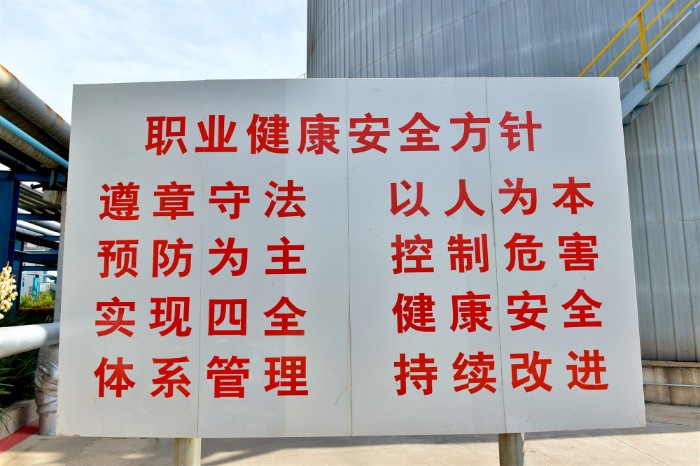 职业健康安全方针
遵章守法 以人为本
预防为主 控制危害
实现四全 健康安全
体系管理 持续改进